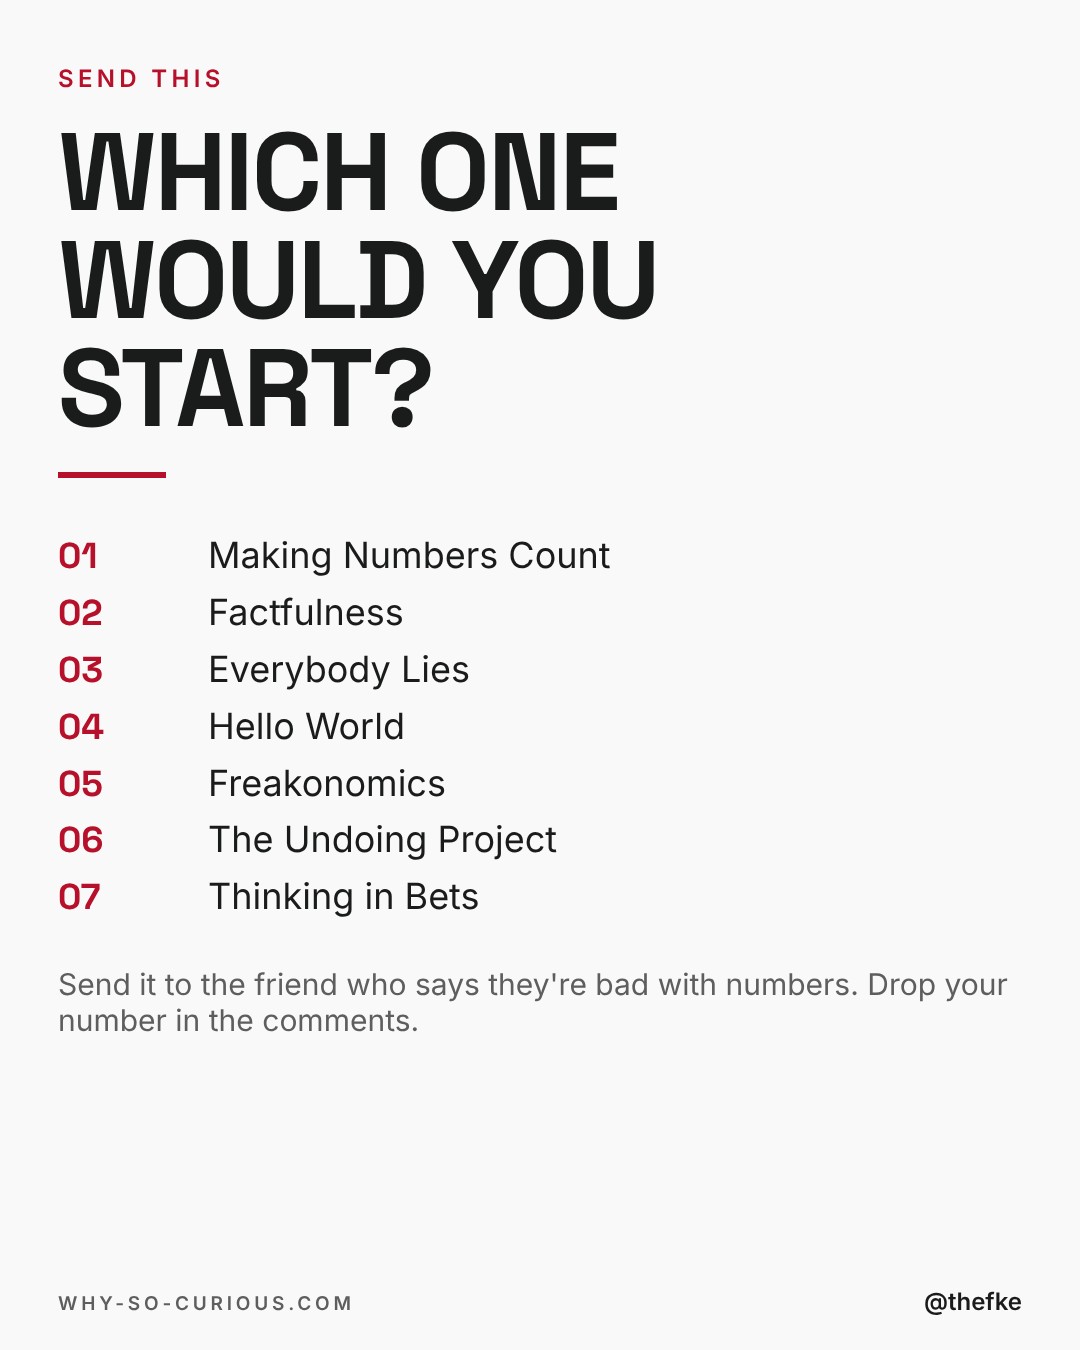 SEND THIS
WHICH ONE
WOULD YOU
START?
01 Making Numbers Count
02 Factfulness
03 Everybody Lies
04 Hello World
05 Freakonomics
06 The Undoing Project
07 Thinking in Bets
Send it to the friend who says they're bad with numbers. Drop your
number in the comments.
WHY-SO-CURIOUS.COM @thefke